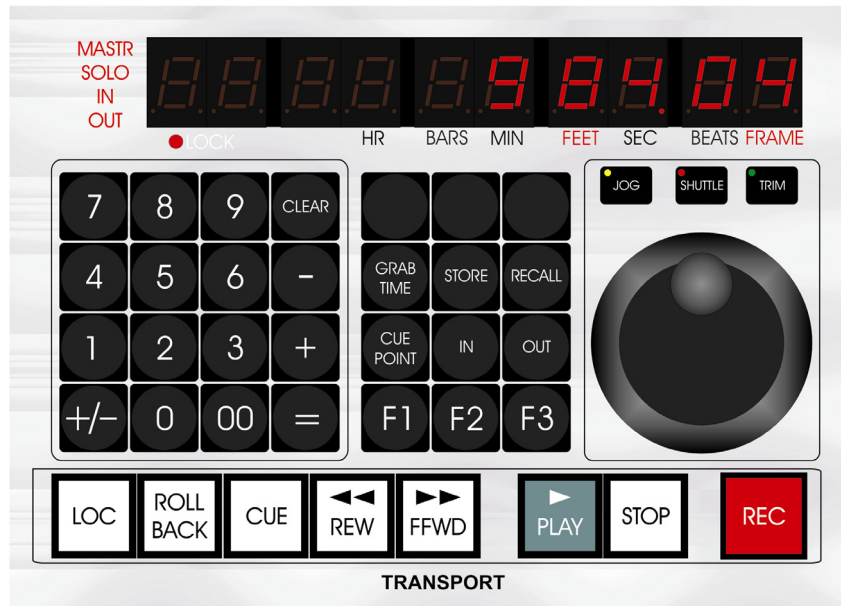 MASTR
SOLO
IN
OUT
9 84. 04
LOCK
HR BARS MIN FEET SEC BEATS FRAME
7 8 9 CLEAR
JOG SHUTTLE TRIM
4 5 6 -
GRAB TIME STORE RECALL
1 2 3 +
CUE POINT IN OUT
+/- 0 00 =
F1 F2 F3
LOC ROLL BACK CUE ◄◄ REW ►► FFWD ► PLAY STOP REC
TRANSPORT